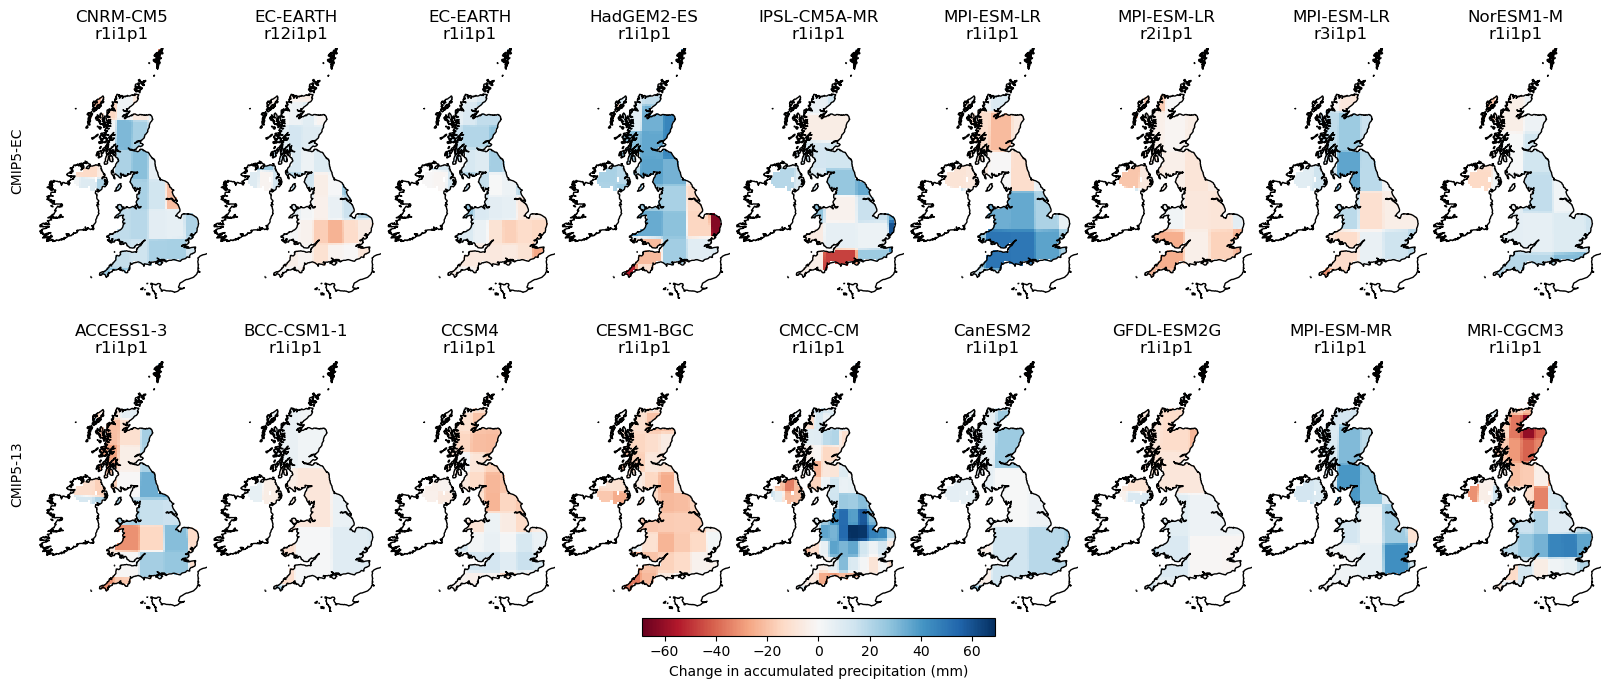 CNRM-CM5 EC-EARTH EC-EARTH HadGEM2-ES IPSL-CM5A-MR MPI-ESM-LR MPI-ESM-LR MPI-ESM-LR NorESM1-M
r1i1p1 r12i1p1 r1i1p1 r1i1p1 r1i1p1 r1i1p1 r2i1p1 r3i1p1 r1i1p1
CMIP5-EC
ACCESS1-3 BCC-CSM1-1 CCSM4 CESM1-BGC CMCC-CM CanESM2 GFDL-ESM2G MPI-ESM-MR MRI-CGCM3
r1i1p1 r1i1p1 r1i1p1 r1i1p1 r1i1p1 r1i1p1 r1i1p1 r1i1p1 r1i1p1
CMIP5-13
−60 −40 −20 0 20 40 60
Change in accumulated precipitation (mm)